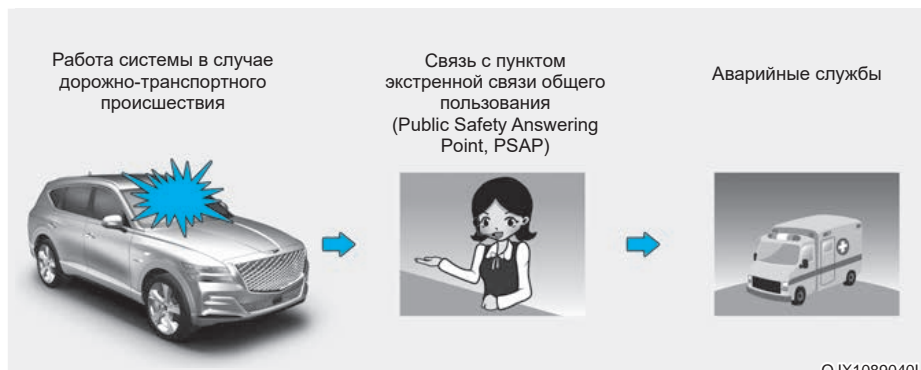 Работа системы в случае
дорожно-транспортного
происшествия
Связь с пунктом
экстренной связи общего
пользования
(Public Safety Answering
Point, PSAP)
Аварийные службы